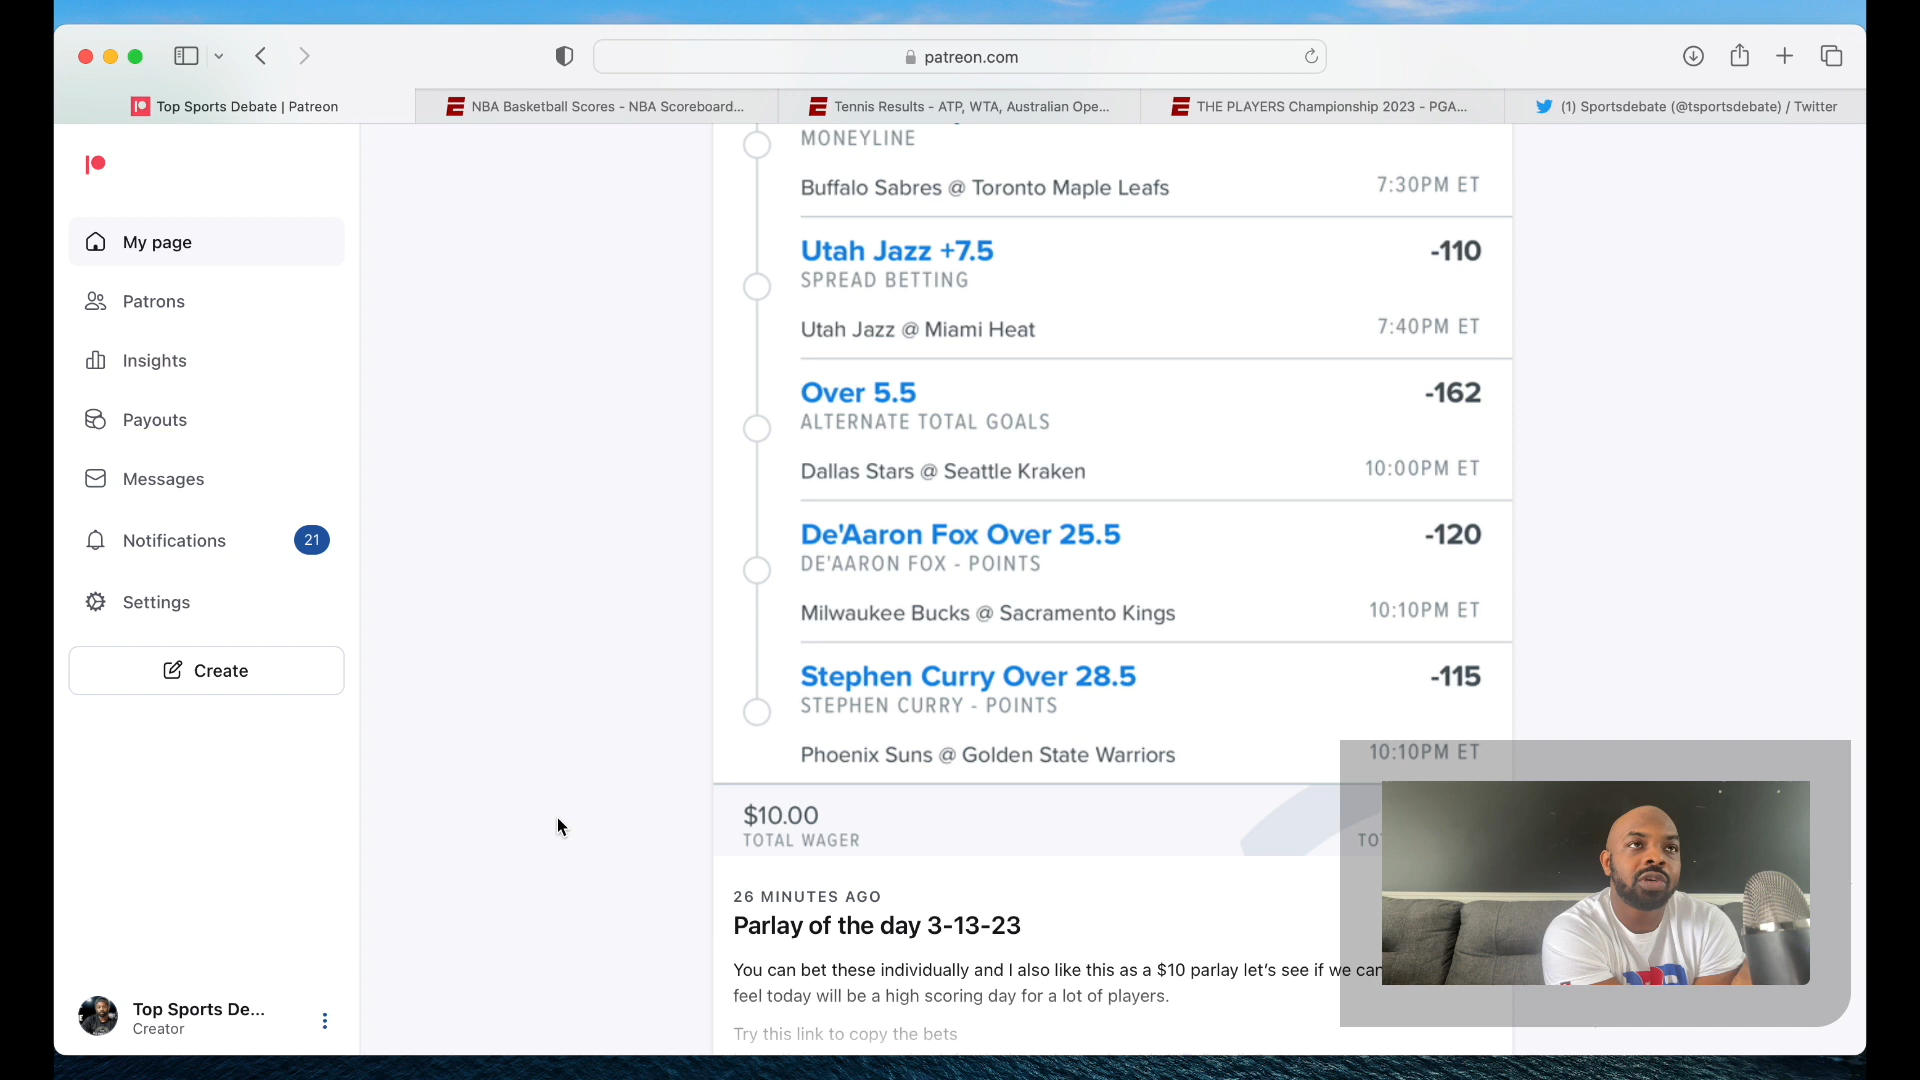 patreon.com
Top Sports Debate | Patreon
NBA Basketball Scores - NBA Scoreboard...
Tennis Results - ATP, WTA, Australian Ope...
THE PLAYERS Championship 2023 - PGA...
(1) Sportsdebate (@tsportsdebate) / Twitter
My page
Patrons
Insights
Payouts
Messages
Notifications
21
Settings
Create
Top Sports De...
Creator
MONEYLINE
Buffalo Sabres @ Toronto Maple Leafs
7:30PM ET
Utah Jazz +7.5
-110
SPREAD BETTING
Utah Jazz @ Miami Heat
7:40PM ET
Over 5.5
-162
ALTERNATE TOTAL GOALS
Dallas Stars @ Seattle Kraken
10:00PM ET
De'Aaron Fox Over 25.5
-120
DE'AARON FOX - POINTS
Milwaukee Bucks @ Sacramento Kings
10:10PM ET
Stephen Curry Over 28.5
-115
STEPHEN CURRY - POINTS
Phoenix Suns @ Golden State Warriors
10:10PM ET
$10.00
TOTAL WAGER
TO
26 MINUTES AGO
Parlay of the day 3-13-23
You can bet these individually and I also like this as a $10 parlay let's see if we can
feel today will be a high scoring day for a lot of players.
Try this link to copy the bets